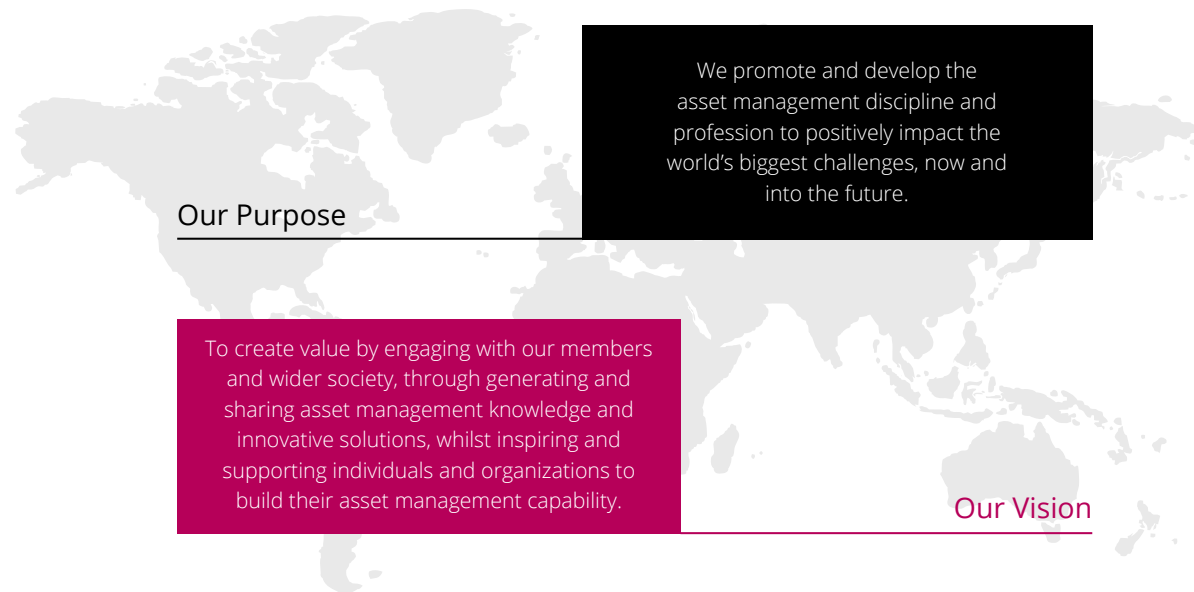 Our Purpose
We promote and develop the
asset management discipline and
profession to positively impact the
world’s biggest challenges, now and
into the future.
To create value by engaging with our members
and wider society, through generating and
sharing asset management knowledge and
innovative solutions, whilst inspiring and
supporting individuals and organizations to
build their asset management capability.
Our Vision